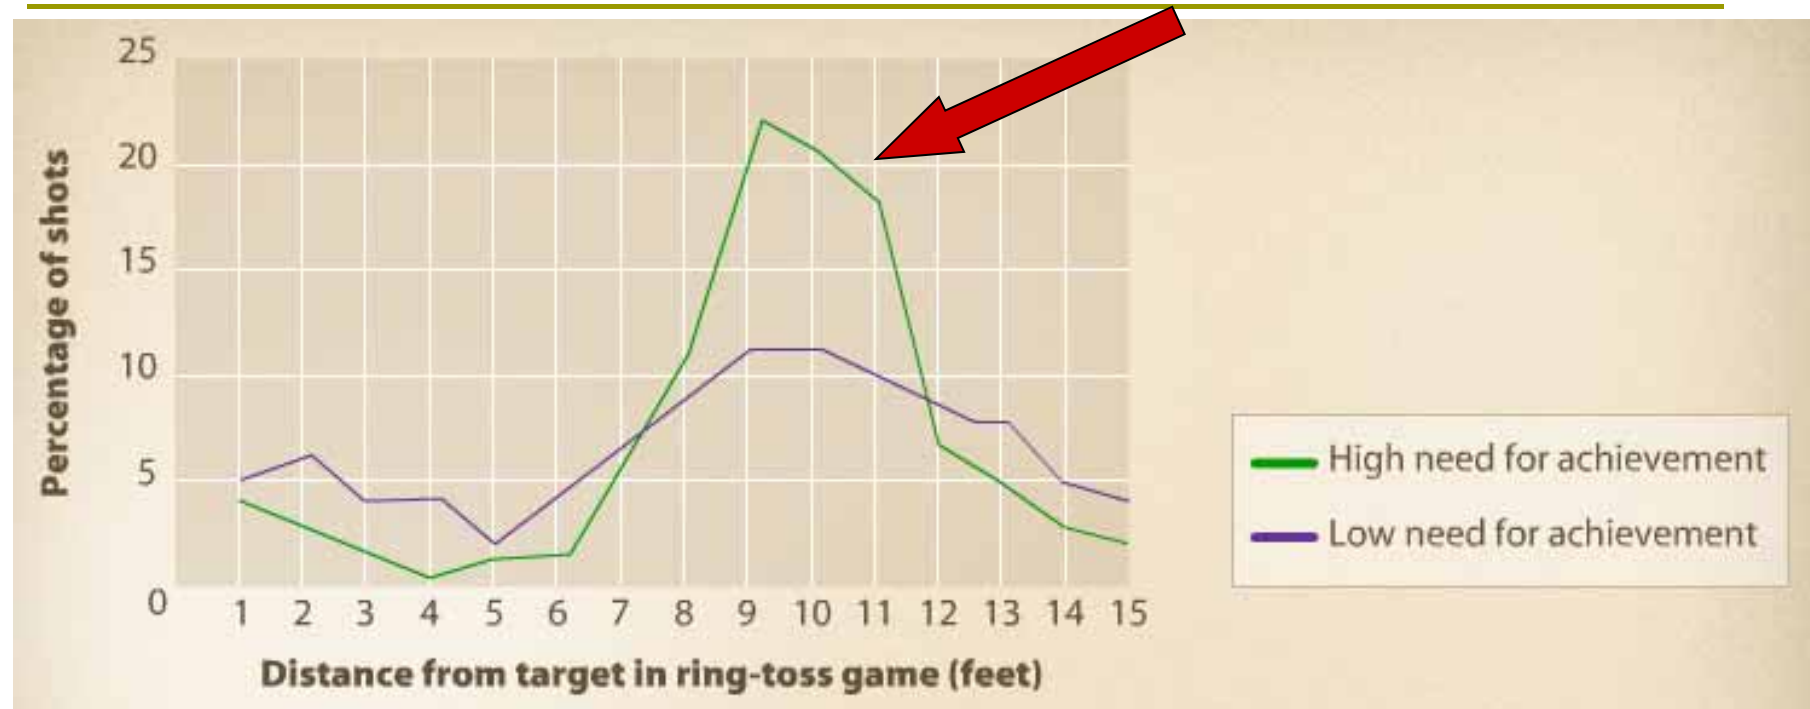 25
20
15
10
5
0
Percentage of shots
1 2 3 4 5 6 7 8 9 10 11 12 13 14 15
Distance from target in ring-toss game (feet)
High need for achievement
Low need for achievement